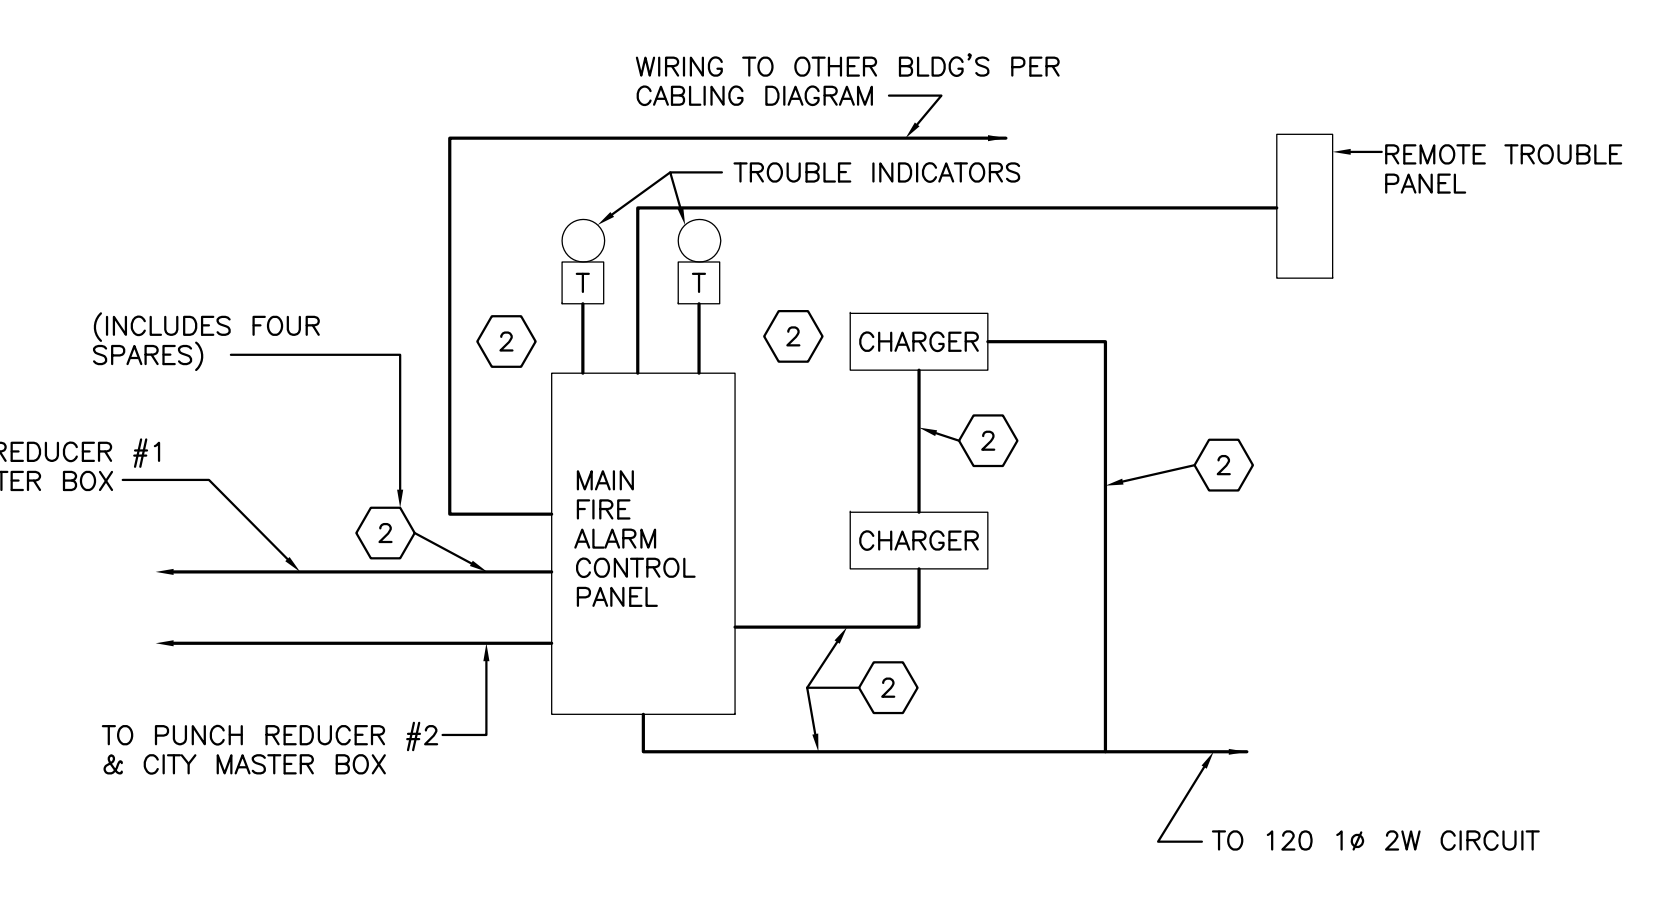 WIRING TO OTHER BLDG'S PER
CABLING DIAGRAM
TROUBLE INDICATORS
REMOTE TROUBLE
PANEL
T
T
(INCLUDES FOUR
SPARES)
2
2
CHARGER
REDUCER #1
TER BOX
2
2
MAIN
FIRE
ALARM
CONTROL
PANEL
2
CHARGER
2
TO PUNCH REDUCER #2
& CITY MASTER BOX
TO 120 1ø 2W CIRCUIT